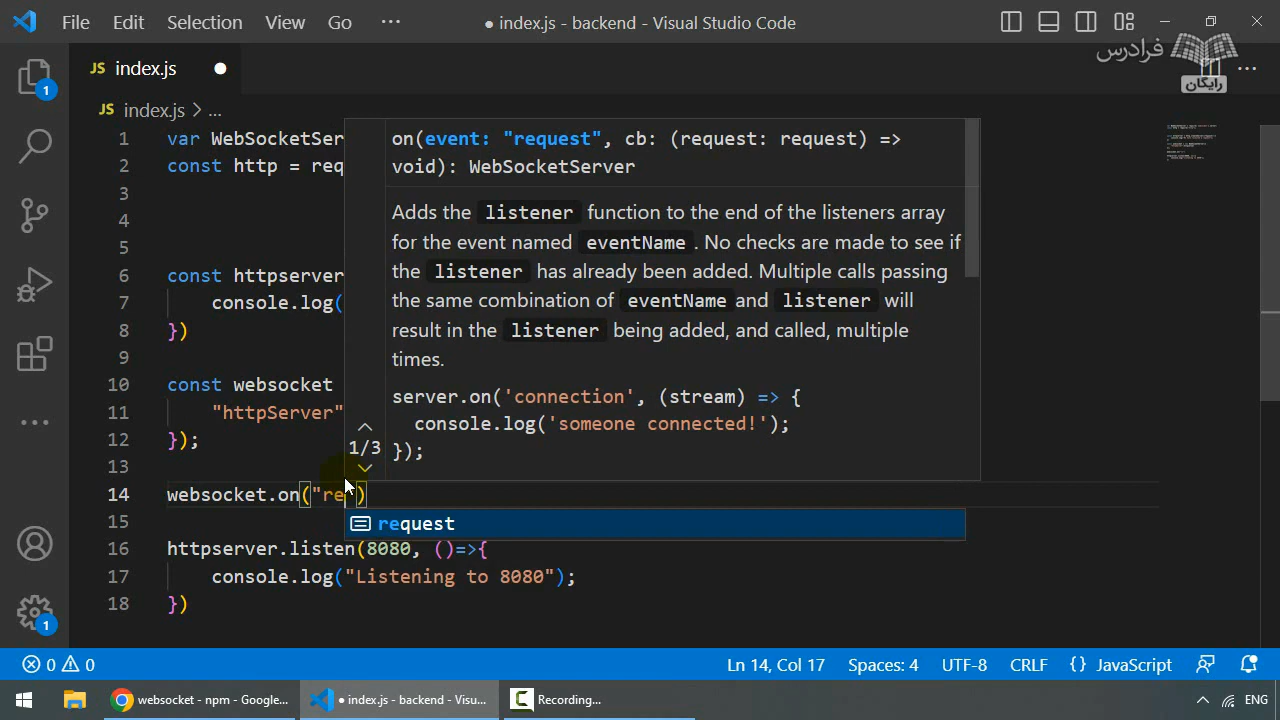 File Edit Selection View Go ··· ● index.js - backend - Visual Studio Code
فرادرس
رایگان
JS index.js ●
JS index.js > ...
1 var WebSocketSer
2 const http = req
3
4
5
6 const httpserver
7 console.log(
8 })
9
10 const websocket
11 "httpServer"
12 });
13
14 websocket.on("re")
15
16 httpserver.listen(8080, ()=>{
17 console.log("Listening to 8080");
18 })
on(event: "request", cb: (request: request) =>
void): WebSocketServer
Adds the listener function to the end of the listeners array
for the event named eventName. No checks are made to see if
the listener has already been added. Multiple calls passing
the same combination of eventName and listener will
result in the listener being added, and called, multiple
times.
server.on('connection', (stream) => {
console.log('someone connected!');
});
1/3
request
1
1
0 0 Ln 14, Col 17 Spaces: 4 UTF-8 CRLF {} JavaScript
websocket - npm - Google... ● index.js - backend - Visu... Recording... ENG